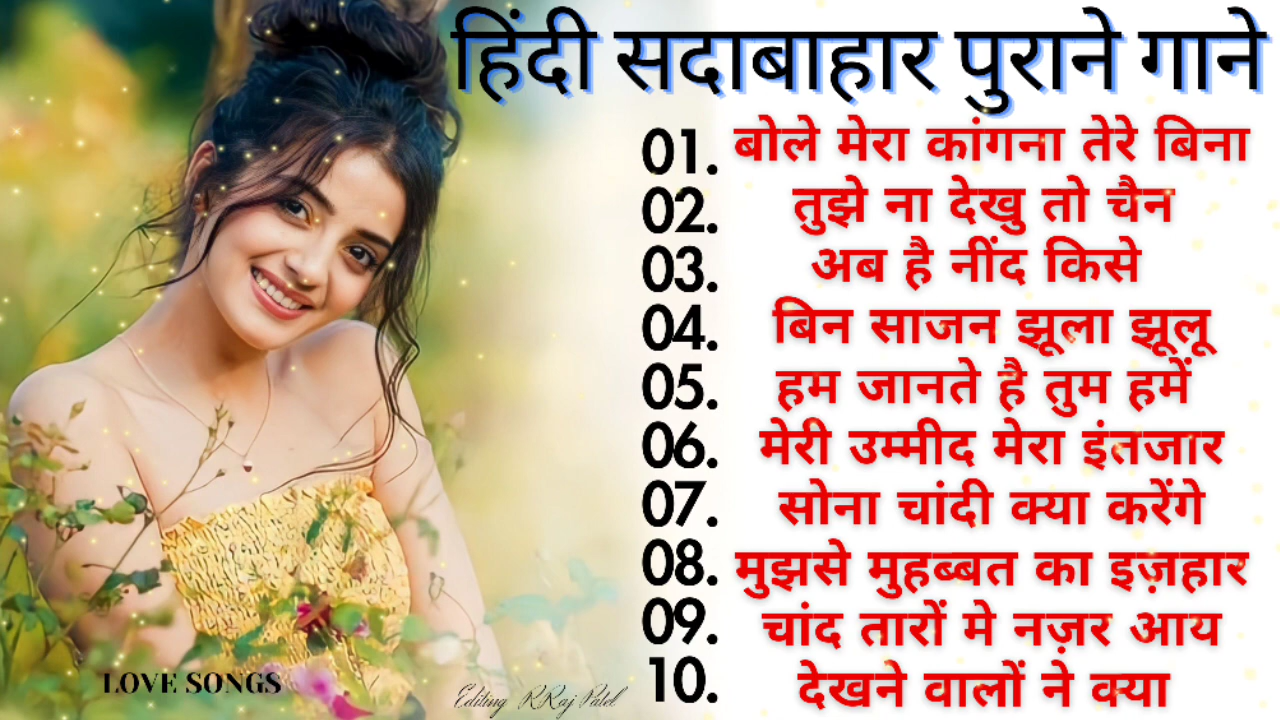 हिंदी सदाबाहार पुराने गाने
01. बोले मेरा कांगना तेरे बिना
02. तुझे ना देखु तो चैन
03. अब है नींद किसे
04. बिन साजन झूला झूलू
05. हम जानते है तुम हमें
06. मेरी उम्मीद मेरा इंतजार
07. सोना चांदी क्या करेंगे
08. मुझसे मुहब्बत का इज़हार
09. चांद तारों मे नज़र आय
10. देखने वालों ने क्या
LOVE SONGS
Editing R.Raj Patel